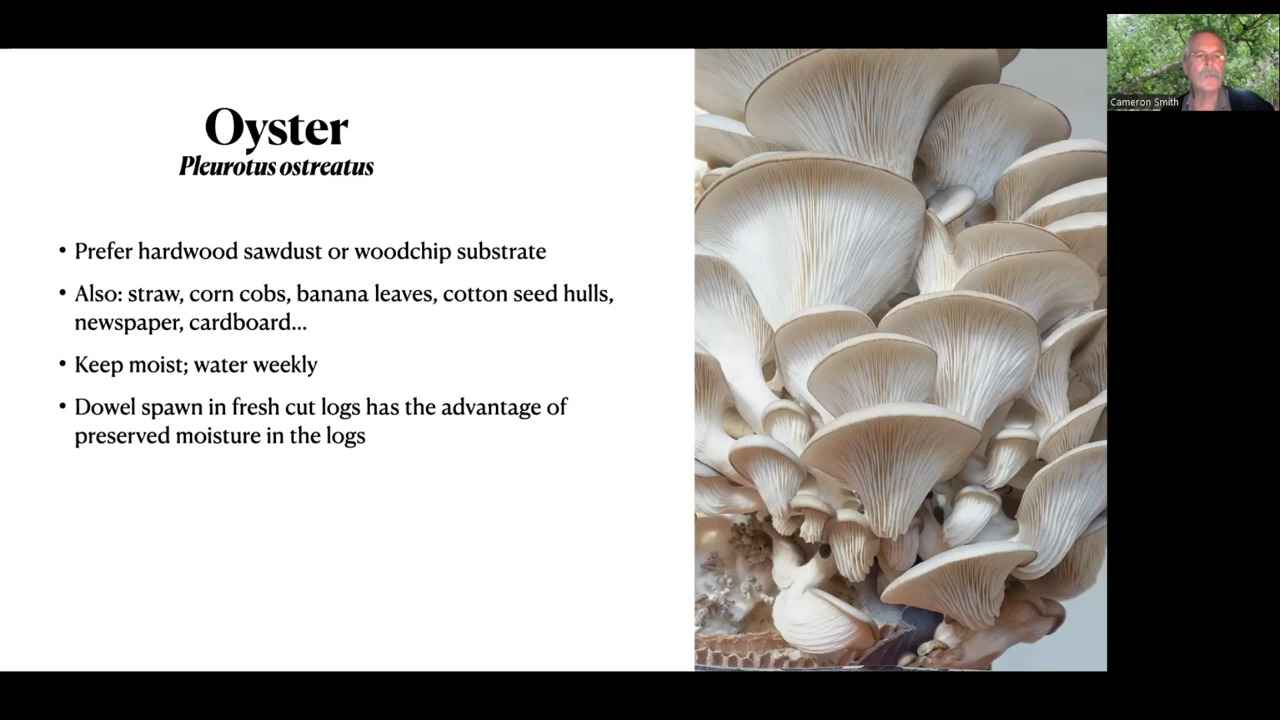 Oyster
Pleurotus ostreatus
• Prefer hardwood sawdust or woodchip substrate
• Also: straw, corn cobs, banana leaves, cotton seed hulls,
newspaper, cardboard...
• Keep moist; water weekly
• Dowel spawn in fresh cut logs has the advantage of
preserved moisture in the logs
Cameron Smith